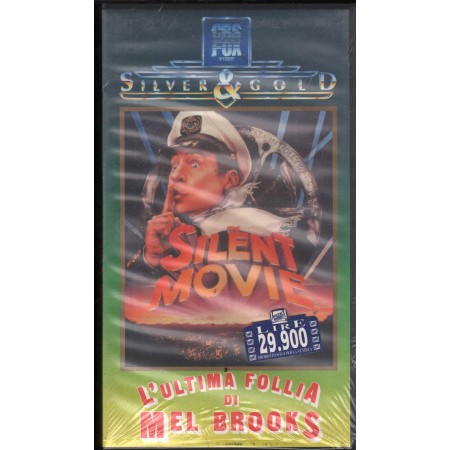 CBS
FOX
VIDEO
SILVER & GOLD
SILENT
MOVIE
LIRE
29.900
L'ULTIMA FOLLIA
DI
MEL BROOKS